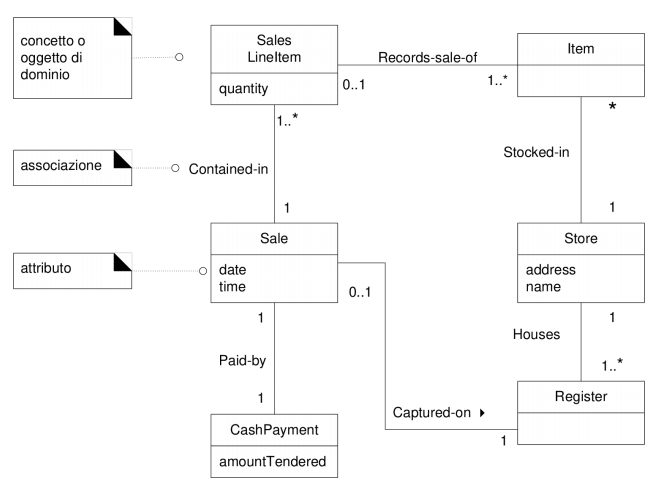 concetto o
oggetto di
dominio
Sales
LineItem
quantity
Records-sale-of
0..1
1..*
Item
*
1..*
Stocked-in
associazione
Contained-in
1
1
Sale
date
time
attributo
0..1
Store
address
name
1
1
Houses
Paid-by
1..*
1
Captured-on
1
Register
CashPayment
amountTendered